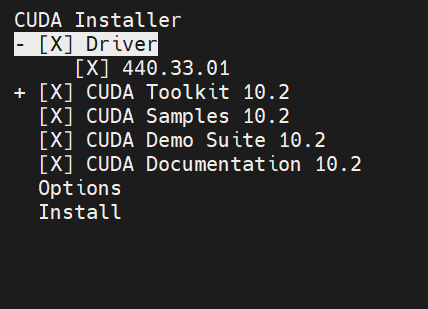 CUDA Installer
- [X] Driver
[X] 440.33.01
+ [X] CUDA Toolkit 10.2
[X] CUDA Samples 10.2
[X] CUDA Demo Suite 10.2
[X] CUDA Documentation 10.2
Options
Install